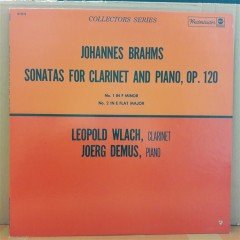 COLLECTORS SERIES
Westminster
JOHANNES BRAHMS
SONATAS FOR CLARINET AND PIANO, OP. 120
No. 1 IN F MINOR
No. 2 IN E FLAT MAJOR
LEOPOLD WLACH, CLARINET
JOERG DEMUS, PIANO